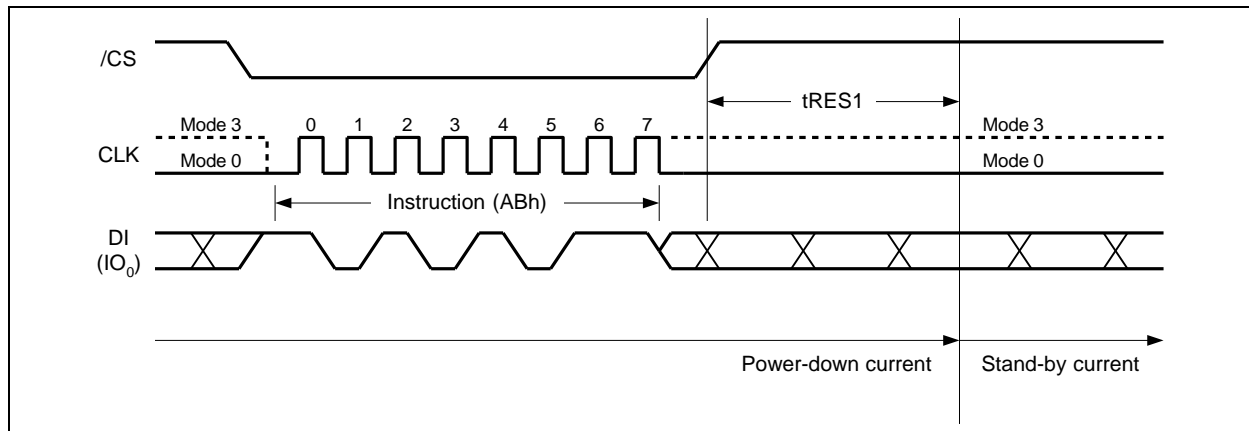 /CS
tRES1
Mode 3 0 1 2 3 4 5 6 7 Mode 3
CLK
Mode 0 Mode 0
Instruction (ABh)
DI
(IO0)
Power-down current Stand-by current